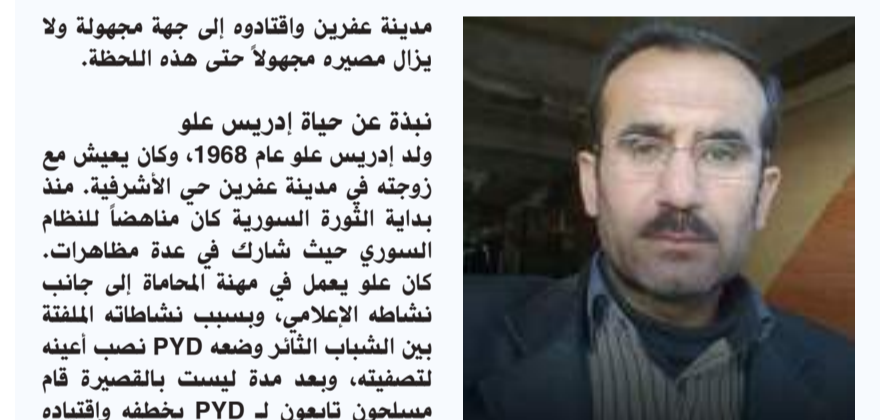 مدينة عفرين واقتادوه إلى جهة مجهولة ولا
يزال مصيره مجهولاً حتى هذه اللحظة.
نبذة عن حياة إدريس علو
ولد إدريس علو عام 1968، وكان يعيش مع
زوجته في مدينة عفرين حي الأشرفية. منذ
بداية الثورة السورية كان مناهضاً للنظام
السوري حيث شارك في عدة مظاهرات.
كان علو يعمل في مهنة المحاماة إلى جانب
نشاطه الإعلامي، وبسبب نشاطاته الملفتة
بين الشباب الثائر وضعه PYD نصب أعينه
لتصفيته، وبعد مدة ليست بالقصيرة قام
مسلحون تابعون لـ PYD بخطفه واقتياده